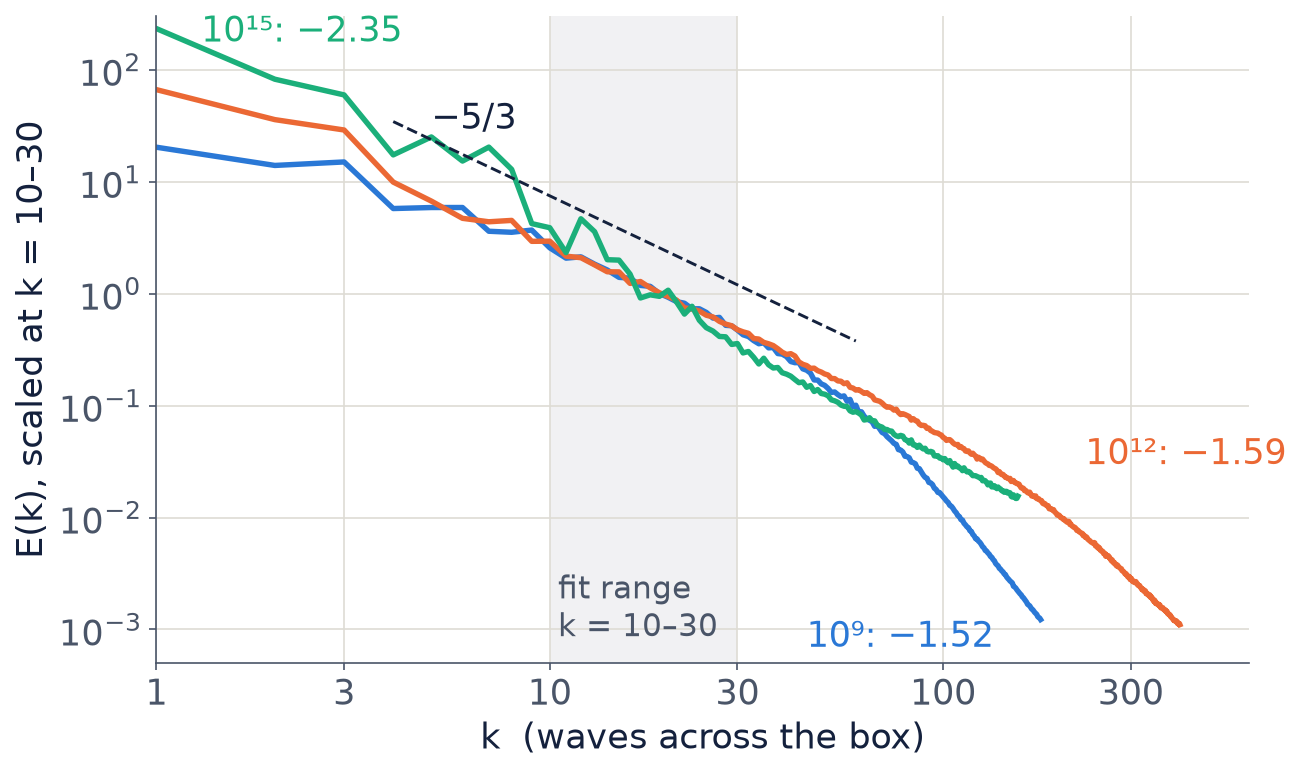 10¹⁵: −2.35
−5/3
10²
10¹
10⁰
10⁻¹
10⁻²
10⁻³
E(k), scaled at k = 10–30
10¹²: −1.59
fit range
k = 10–30
10⁹: −1.52
1 3 10 30 100 300
k (waves across the box)